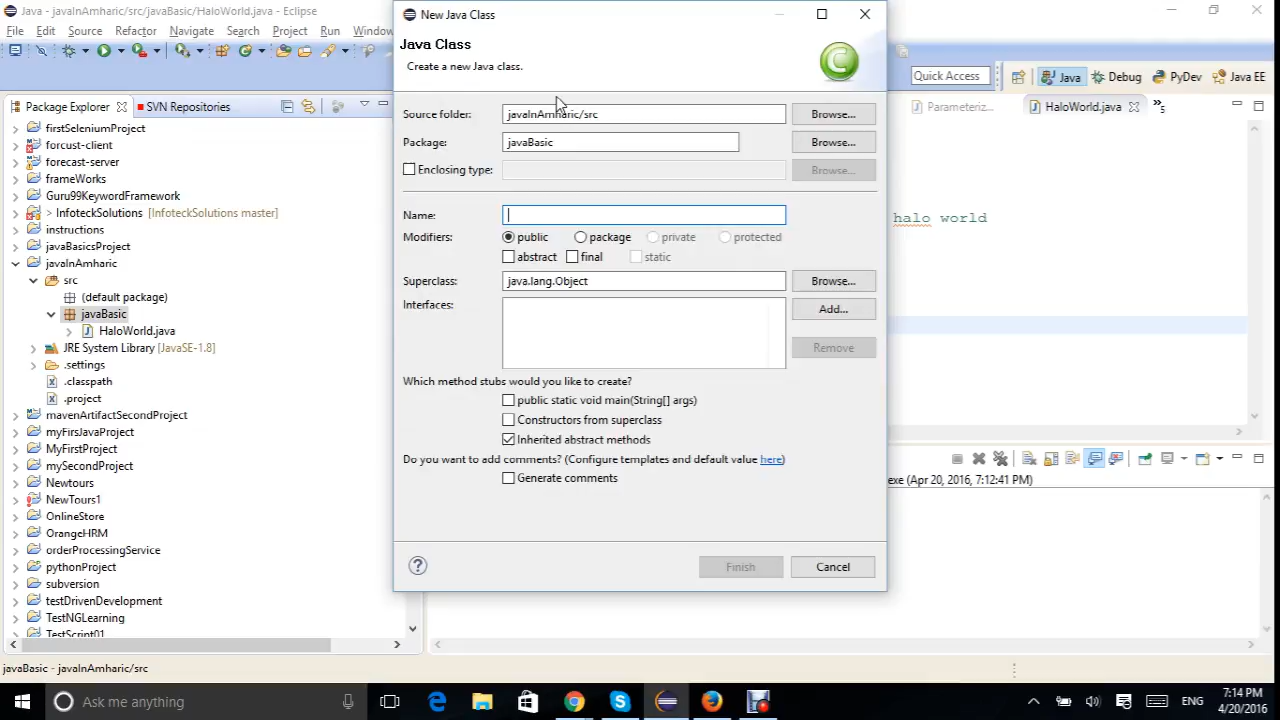 Java - javaInAmharic/src/javaBasic/HaloWorld.java - Eclipse
File Edit Source Refactor Navigate Search Project Run Window
Quick Access
Java
Debug
PyDev
Java EE
Package Explorer
SVN Repositories
firstSeleniumProject
forcust-client
forecast-server
frameWorks
Guru99KeywordFramework
> InfoteckSolutions [InfoteckSolutions master]
instructions
javaBasicsProject
javaInAmharic
src
(default package)
javaBasic
HaloWorld.java
JRE System Library [JavaSE-1.8]
.settings
.classpath
.project
mavenArtifactSecondProject
myFirsJavaProject
MyFirstProject
mySecondProject
Newtours
NewTours1
OnlineStore
OrangeHRM
orderProcessingService
pythonProject
subversion
testDrivenDevelopment
TestNGLearning
TestScript01
New Java Class
Java Class
Create a new Java class.
C
Source folder: javaInAmharic/src Browse...
Package: javaBasic Browse...
Enclosing type: Browse...
Name:
Modifiers: public package private protected
abstract final static
Superclass: java.lang.Object Browse...
Interfaces: Add...
Remove
Which method stubs would you like to create?
public static void main(String[] args)
Constructors from superclass
Inherited abstract methods
Do you want to add comments? (Configure templates and default value here)
Generate comments
? Finish Cancel
Parameteriz...
HaloWorld.java
»5
halo world
exe (Apr 20, 2016, 7:12:41 PM)
javaBasic - javaInAmharic/src
Ask me anything
ENG
7:14 PM
4/20/2016